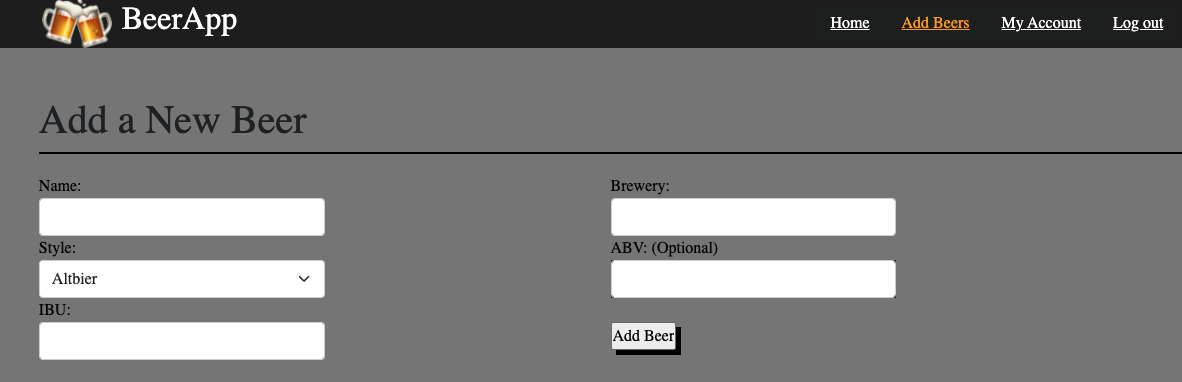 BeerApp
Home Add Beers My Account Log out
Add a New Beer
Name: Brewery:
Style: ABV: (Optional)
Altbier
IBU:
Add Beer